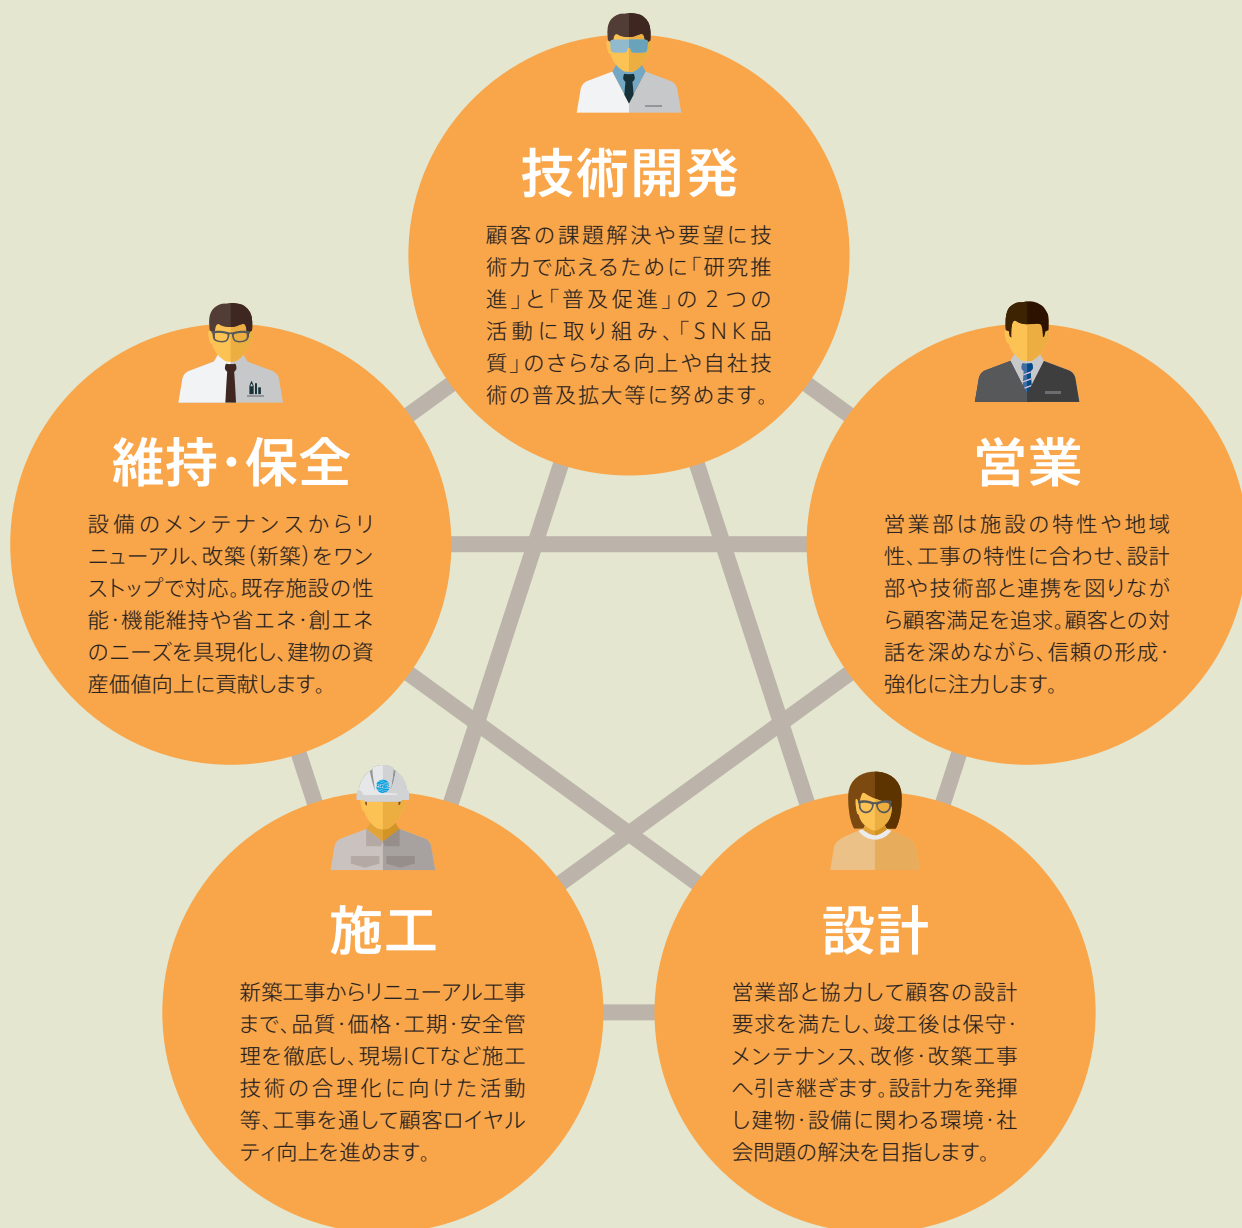 技術開発
顧客の課題解決や要望に技
術力で応えるために「研究推
進」と「普及促進」の2つの
活動に取り組み、「SNK品
質」のさらなる向上や自社技
術の普及拡大等に努めます。
維持・保全
設備のメンテナンスからリ
ニューアル、改築(新築)をワン
ストップで対応。既存施設の性
能・機能維持や省エネ・創エネ
のニーズを具現化し、建物の資
産価値向上に貢献します。
営業
営業部は施設の特性や地域
性、工事の特性に合わせ、設計
部や技術部と連携を図りなが
ら顧客満足を追求。顧客との対
話を深めながら、信頼の形成・
強化に注力します。
施工
新築工事からリニューアル工事
まで、品質・価格・工期・安全管
理を徹底し、現場ICTなど施工
技術の合理化に向けた活動
等、工事を通して顧客ロイヤル
ティ向上を進めます。
設計
営業部と協力して顧客の設計
要求を満たし、竣工後は保守・
メンテナンス、改修・改築工事
へ引き継ぎます。設計力を発揮
し建物・設備に関わる環境・社
会問題の解決を目指します。